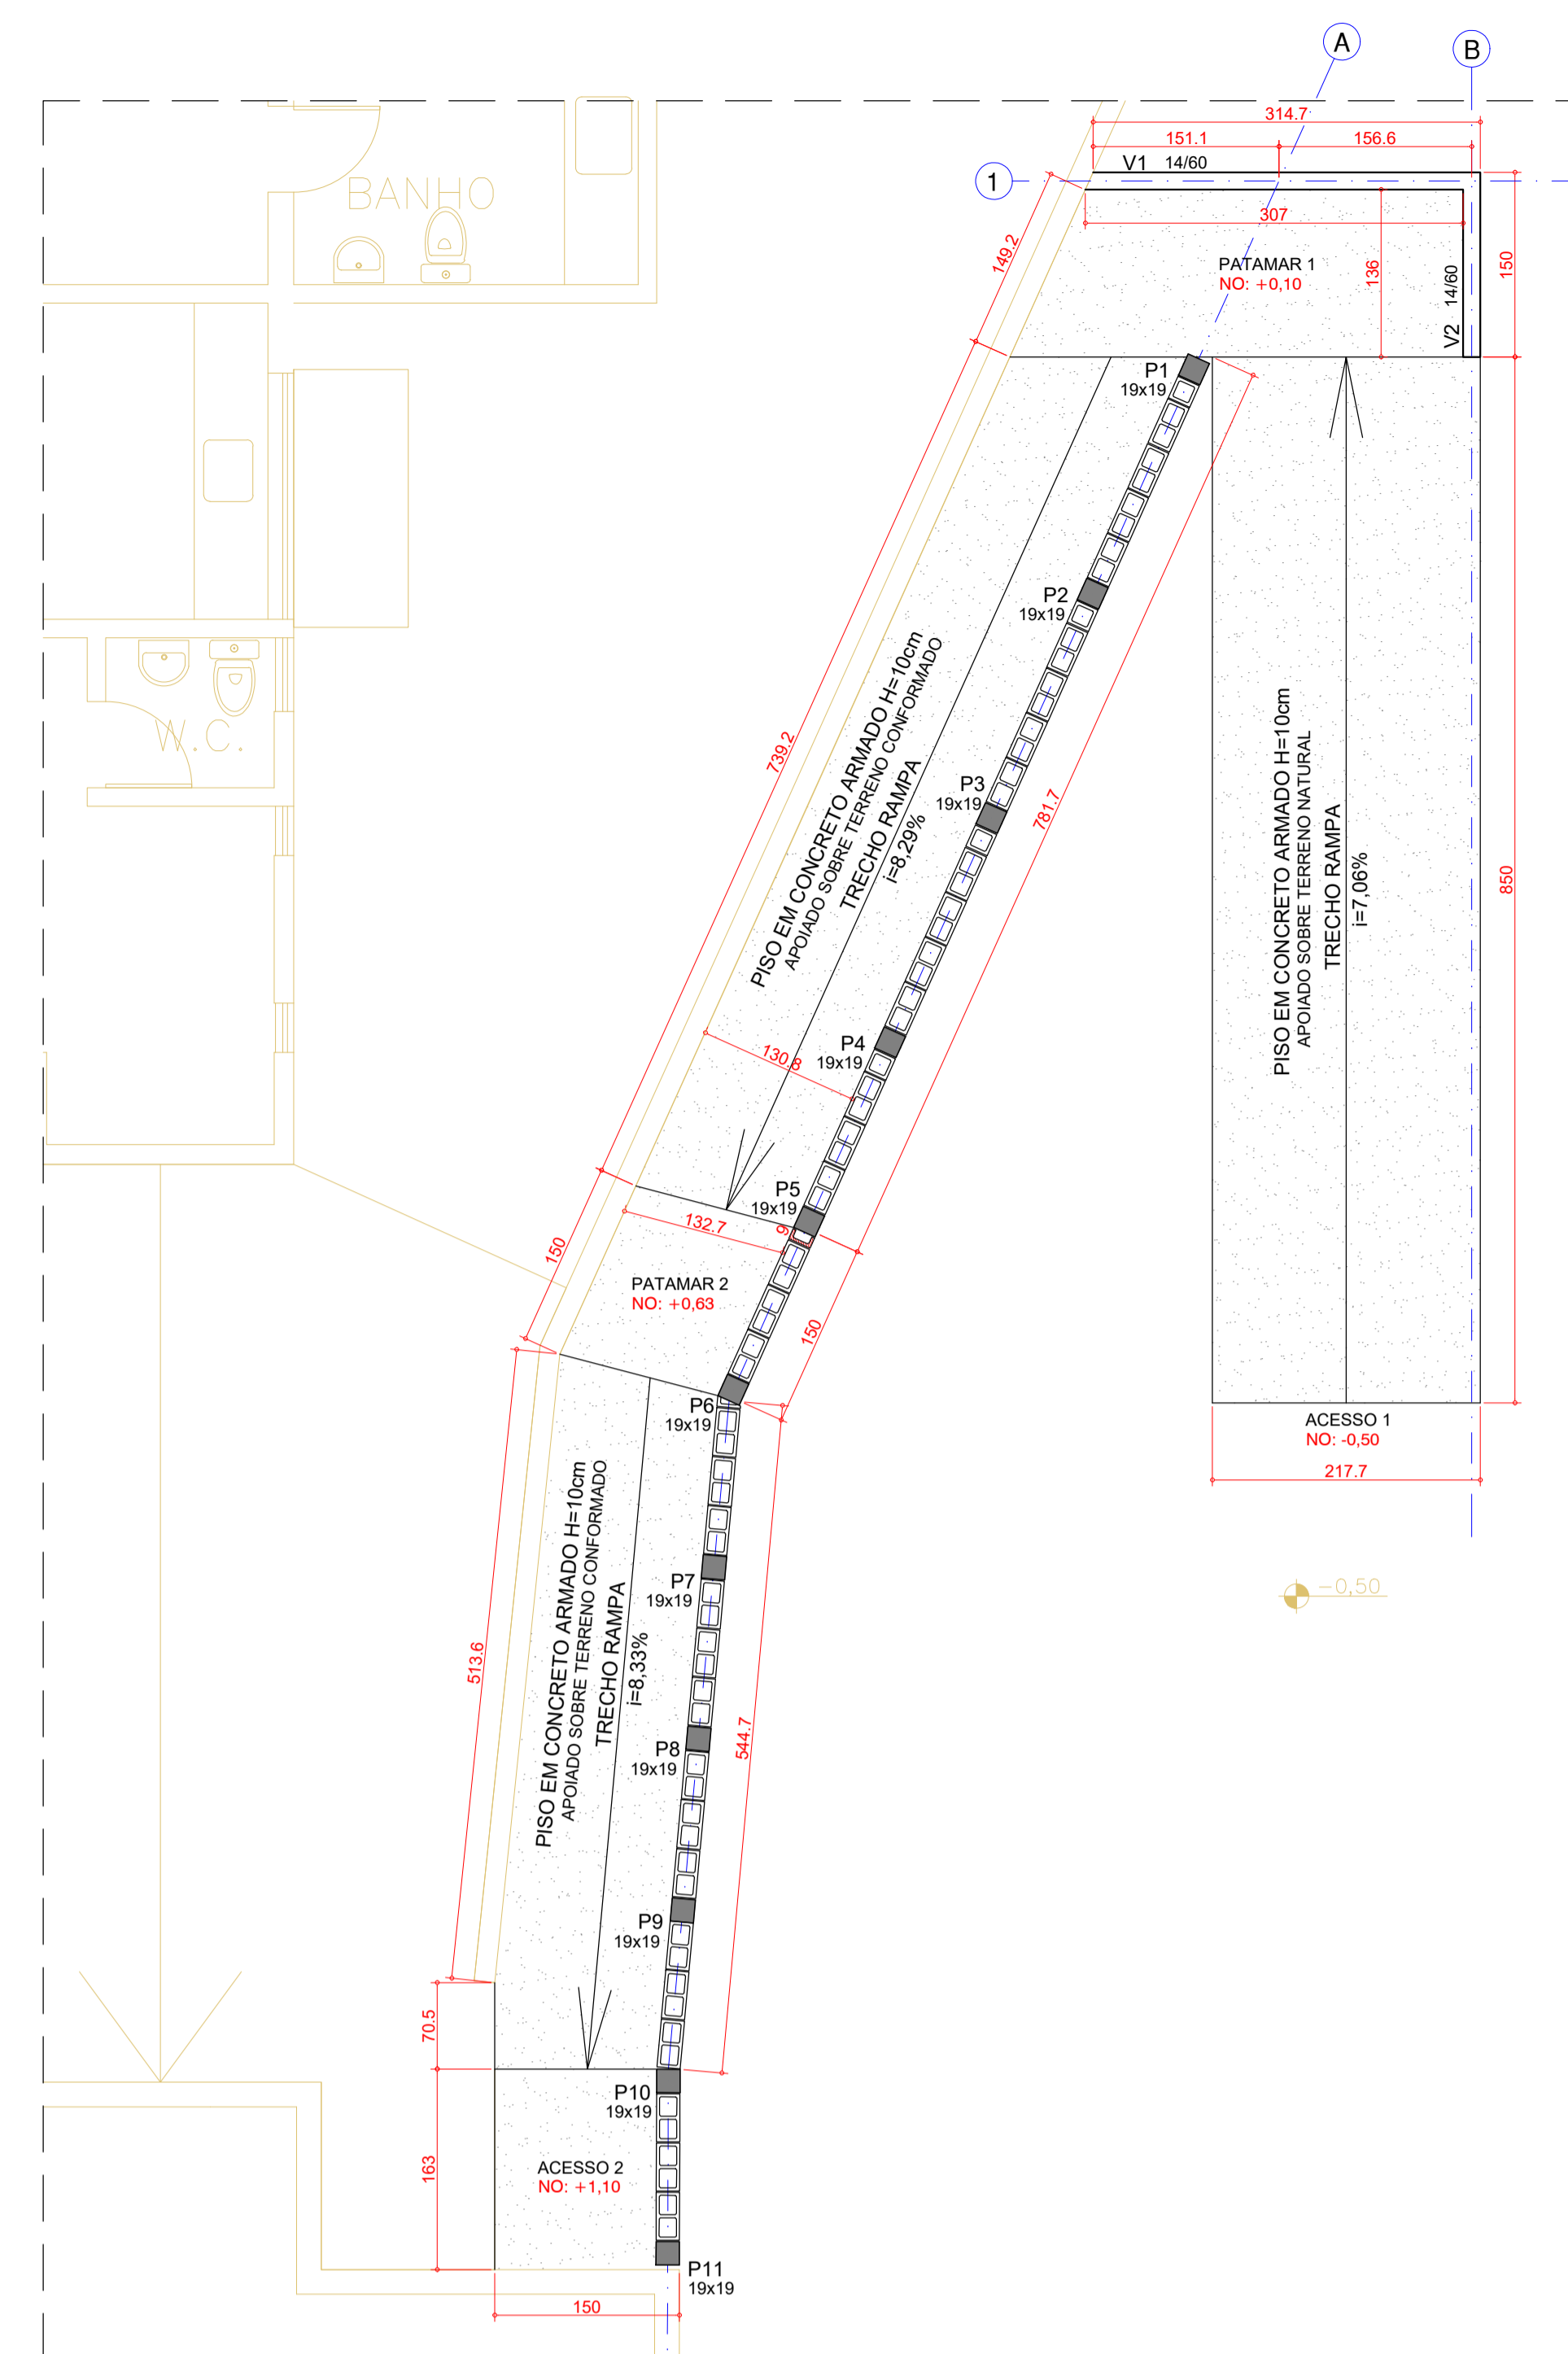 A
B
314.7
151.1
156.6
V1 14/60
1
BANHO
307
149.2
136
150
PATAMAR 1
NO: +0,10
V2 14/60
P1
19x19
P2
19x19
PISO EM CONCRETO ARMADO H=10cm
APOIADO SOBRE TERRENO CONFORMADO
TRECHO RAMPA
i=8,29%
739.2
W.C.
P3
19x19
781.7
PISO EM CONCRETO ARMADO H=10cm
APOIADO SOBRE TERRENO NATURAL
TRECHO RAMPA
i=7,06%
850
P4
19x19
130.8
P5
19x19
132.7
9
150
PATAMAR 2
NO: +0,63
150
P6
19x19
ACESSO 1
NO: -0,50
217.7
PISO EM CONCRETO ARMADO H=10cm
APOIADO SOBRE TERRENO CONFORMADO
TRECHO RAMPA
i=8,33%
P7
19x19
-0,50
513.6
544.7
P8
19x19
P9
19x19
70.5
P10
19x19
163
ACESSO 2
NO: +1,10
P11
19x19
150